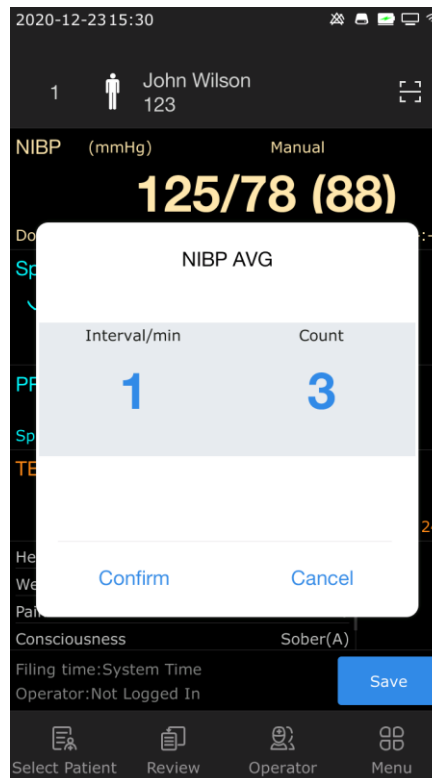 2020-12-23 15:30
1
John Wilson
123
NIBP (mmHg) Manual
125/78 (88)
NIBP AVG
Interval/min Count
1 3
Confirm Cancel
Consciousness Sober(A)
Filing time:System Time
Operator:Not Logged In
Save
Select Patient Review Operator Menu